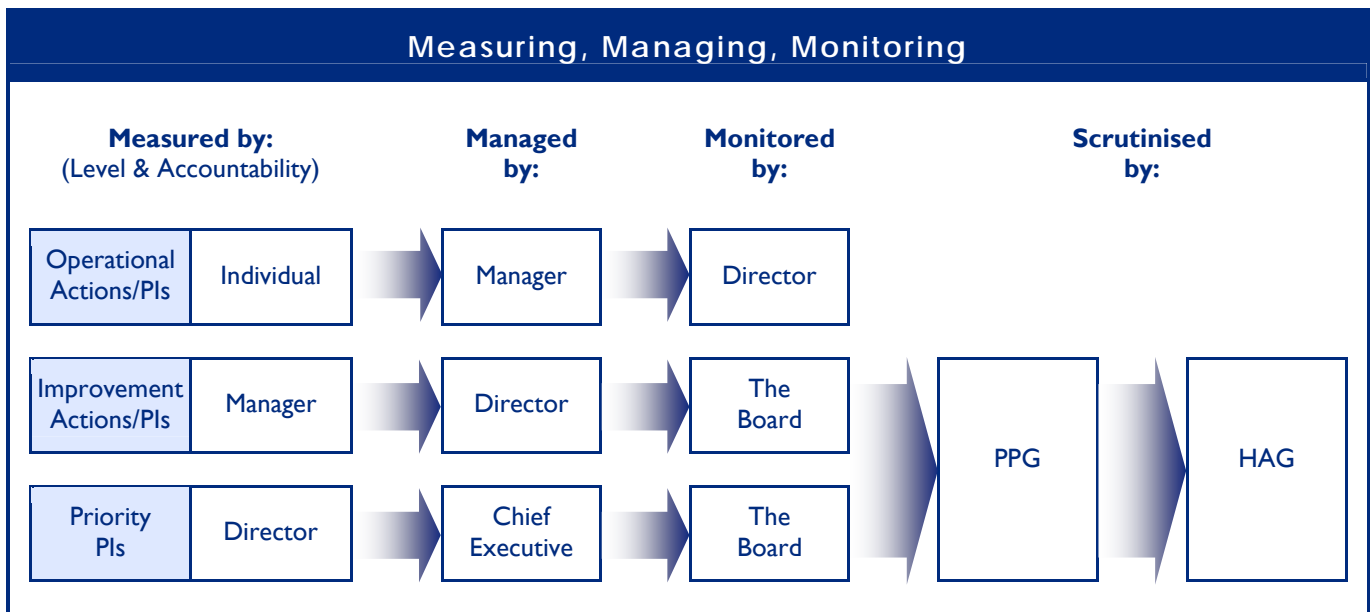 Measuring, Managing, Monitoring
Measured by:
(Level & Accountability)
Managed
by:
Monitored
by:
Scrutinised
by:
Operational
Actions/PIs
Individual
Manager
Director
Improvement
Actions/PIs
Manager
Director
The
Board
Priority
PIs
Director
Chief
Executive
The
Board
PPG
HAG